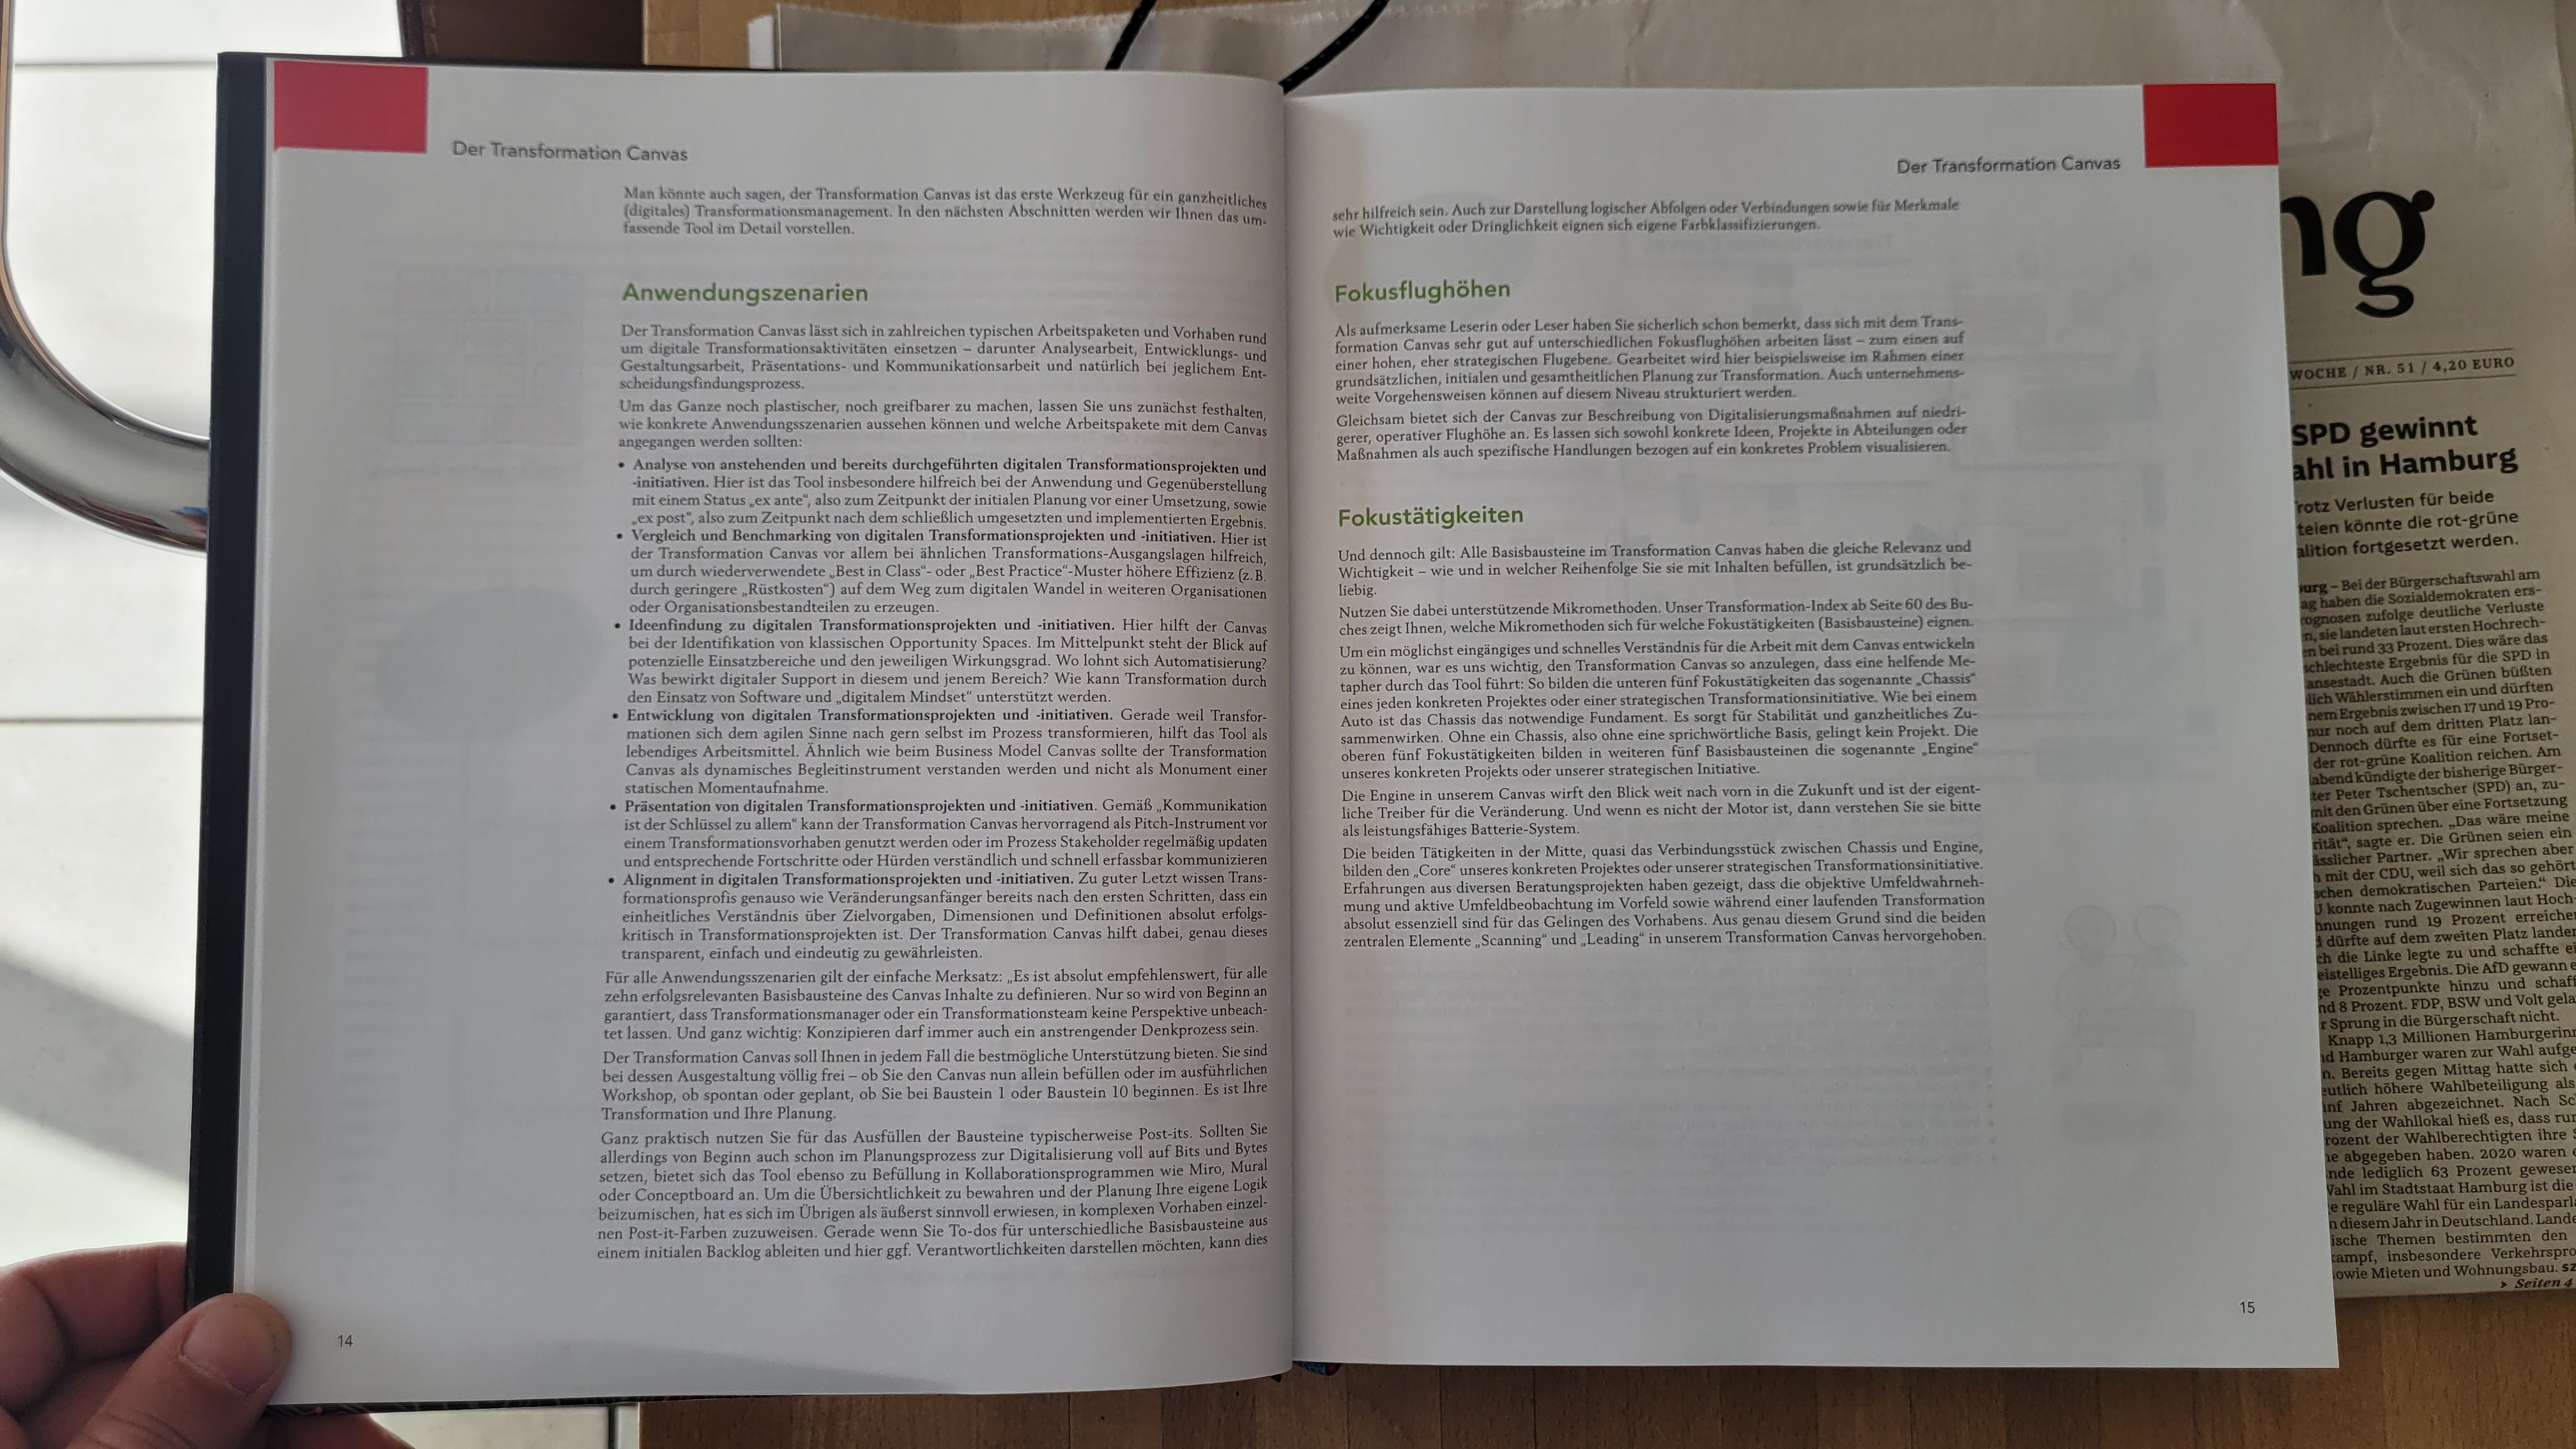 Der Transformation Canvas
Man könnte auch sagen, der Transformation Canvas ist das erste Werkzeug für ein ganzheitliches
(digitales) Transformationsmanagement. In den nächsten Abschnitten werden wir Ihnen das um-
fassende Tool im Detail vorstellen.
Anwendungszenarien
Der Transformation Canvas lässt sich in zahlreichen typischen Arbeitspaketen und Vorhaben rund
um digitale Transformationsaktivitäten einsetzen – darunter Analysearbeit, Entwicklungs- und
Gestaltungsarbeit, Präsentations- und Kommunikationsarbeit und natürlich bei jeglichem Ent-
scheidungsfindungsprozess.
Um das Ganze noch plastischer, noch greifbarer zu machen, lassen Sie uns zunächst festhalten,
wie konkrete Anwendungsszenarien aussehen können und welche Arbeitspakete mit dem Canvas
angegangen werden sollten:
• Analyse von anstehenden und bereits durchgeführten digitalen Transformationsprojekten und
-initiativen. Hier ist das Tool insbesondere hilfreich bei der Anwendung und Gegenüberstellung
mit einem Status „ex ante“, also zum Zeitpunkt der initialen Planung vor einer Umsetzung, sowie
„ex post“, also zum Zeitpunkt nach dem schließlich umgesetzten und implementierten Ergebnis.
• Vergleich und Benchmarking von digitalen Transformationsprojekten und -initiativen. Hier ist
der Transformation Canvas vor allem bei ähnlichen Transformations-Ausgangslagen hilfreich,
um durch wiederverwendete „Best in Class“- oder „Best Practice“-Muster höhere Effizienz (z. B.
durch geringere „Rüstkosten“) auf dem Weg zum digitalen Wandel in weiteren Organisationen
oder Organisationsbestandteilen zu erzeugen.
• Ideenfindung zu digitalen Transformationsprojekten und -initiativen. Hier hilft der Canvas
bei der Identifikation von klassischen Opportunity Spaces. Im Mittelpunkt steht der Blick auf
potenzielle Einsatzbereiche und den jeweiligen Wirkungsgrad. Wo lohnt sich Automatisierung?
Was bewirkt digitaler Support in diesem und jenem Bereich? Wie kann Transformation durch
den Einsatz von Software und „digitalem Mindset“ unterstützt werden.
• Entwicklung von digitalen Transformationsprojekten und -initiativen. Gerade weil Transfor-
mationen sich dem agilen Sinne nach gern selbst im Prozess transformieren, hilft das Tool als
lebendiges Arbeitsmittel. Ähnlich wie beim Business Model Canvas sollte der Transformation
Canvas als dynamisches Begleitinstrument verstanden werden und nicht als Monument einer
statischen Momentaufnahme.
• Präsentation von digitalen Transformationsprojekten und -initiativen. Gemäß „Kommunikation
ist der Schlüssel zu allem“ kann der Transformation Canvas hervorragend als Pitch-Instrument vor
einem Transformationsvorhaben genutzt werden oder im Prozess Stakeholder regelmäßig updaten
und entsprechende Fortschritte oder Hürden verständlich und schnell erfassbar kommunizieren
• Alignment in digitalen Transformationsprojekten und -initiativen. Zu guter Letzt wissen Trans-
formationsprofis genauso wie Veränderungsanfänger bereits nach den ersten Schritten, dass ein
einheitliches Verständnis über Zielvorgaben, Dimensionen und Definitionen absolut erfolgs-
kritisch in Transformationsprojekten ist. Der Transformation Canvas hilft dabei, genau dieses
transparent, einfach und eindeutig zu gewährleisten.
Für alle Anwendungsszenarien gilt der einfache Merksatz: „Es ist absolut empfehlenswert, für alle
zehn erfolgsrelevanten Basisbausteine des Canvas Inhalte zu definieren. Nur so wird von Beginn an
garantiert, dass Transformationsmanager oder ein Transformationsteam keine Perspektive unbeach-
tet lassen. Und ganz wichtig: Konzipieren darf immer auch ein anstrengender Denkprozess sein.
Der Transformation Canvas soll Ihnen in jedem Fall die bestmögliche Unterstützung bieten. Sie sind
bei dessen Ausgestaltung völlig frei – ob Sie den Canvas nun allein befüllen oder im ausführlichen
Workshop, ob spontan oder geplant, ob Sie bei Baustein 1 oder Baustein 10 beginnen. Es ist Ihre
Transformation und Ihre Planung.
Ganz praktisch nutzen Sie für das Ausfüllen der Bausteine typischerweise Post-its. Sollten Sie
allerdings von Beginn auch schon im Planungsprozess zur Digitalisierung voll auf Bits und Bytes
setzen, bietet sich das Tool ebenso zu Befüllung in Kollaborationsprogrammen wie Miro, Mural
oder Conceptboard an. Um die Übersichtlichkeit zu bewahren und der Planung Ihre eigene Logik
beizumischen, hat es sich im Übrigen als äußerst sinnvoll erwiesen, in komplexen Vorhaben einzel-
nen Post-it-Farben zuzuweisen. Gerade wenn Sie To-dos für unterschiedliche Basisbausteine aus
einem initialen Backlog ableiten und hier ggf. Verantwortlichkeiten darstellen möchten, kann dies
14
Der Transformation Canvas
sehr hilfreich sein. Auch zur Darstellung logischer Abfolgen oder Verbindungen sowie für Merkmale
wie Wichtigkeit oder Dringlichkeit eignen sich eigene Farbklassifizierungen.
Fokusflughöhen
Als aufmerksame Leserin oder Leser haben Sie sicherlich schon bemerkt, dass sich mit dem Trans-
formation Canvas sehr gut auf unterschiedlichen Fokusflughöhen arbeiten lässt – zum einen auf
einer hohen, eher strategischen Flugebene. Gearbeitet wird hier beispielsweise im Rahmen einer
grundsätzlichen, initialen und gesamtheitlichen Planung zur Transformation. Auch unternehmens-
weite Vorgehensweisen können auf diesem Niveau strukturiert werden.
Gleichsam bietet sich der Canvas zur Beschreibung von Digitalisierungsmaßnahmen auf niedri-
gerer, operativer Flughöhe an. Es lassen sich sowohl konkrete Ideen, Projekte in Abteilungen oder
Maßnahmen als auch spezifische Handlungen bezogen auf ein konkretes Problem visualisieren.
Fokustätigkeiten
Und dennoch gilt: Alle Basisbausteine im Transformation Canvas haben die gleiche Relevanz und
Wichtigkeit – wie und in welcher Reihenfolge Sie sie mit Inhalten befüllen, ist grundsätzlich be-
liebig.
Nutzen Sie dabei unterstützende Mikromethoden. Unser Transformation-Index ab Seite 60 des Bu-
ches zeigt Ihnen, welche Mikromethoden sich für welche Fokustätigkeiten (Basisbausteine) eignen.
Um ein möglichst eingängiges und schnelles Verständnis für die Arbeit mit dem Canvas entwickeln
zu können, war es uns wichtig, den Transformation Canvas so anzulegen, dass eine helfende Me-
tapher durch das Tool führt: So bilden die unteren fünf Fokustätigkeiten das sogenannte „Chassis“
eines jeden konkreten Projektes oder einer strategischen Transformationsinitiative. Wie bei einem
Auto ist das Chassis das notwendige Fundament. Es sorgt für Stabilität und ganzheitliches Zu-
sammenwirken. Ohne ein Chassis, also ohne eine sprichwörtliche Basis, gelingt kein Projekt. Die
oberen fünf Fokustätigkeiten bilden in weiteren fünf Basisbausteinen die sogenannte „Engine“
unseres konkreten Projekts oder unserer strategischen Initiative.
Die Engine in unserem Canvas wirft den Blick weit nach vorn in die Zukunft und ist der eigent-
liche Treiber für die Veränderung. Und wenn es nicht der Motor ist, dann verstehen Sie sie bitte
als leistungsfähiges Batterie-System.
Die beiden Tätigkeiten in der Mitte, quasi das Verbindungsstück zwischen Chassis und Engine,
bilden den „Core“ unseres konkreten Projektes oder unserer strategischen Transformationsinitiative.
Erfahrungen aus diversen Beratungsprojekten haben gezeigt, dass die objektive Umfeldwahrneh-
mung und aktive Umfeldbeobachtung im Vorfeld sowie während einer laufenden Transformation
absolut essenziell sind für das Gelingen des Vorhabens. Aus genau diesem Grund sind die beiden
zentralen Elemente „Scanning“ und „Leading“ in unserem Transformation Canvas hervorgehoben.
15
ng
WOCHE / NR. 51 / 4,20 EURO
SPD gewinnt
ahl in Hamburg
rotz Verlusten für beide
teien könnte die rot-grüne
alition fortgesetzt werden.
burg – Bei der Bürgerschaftswahl am
ag haben die Sozialdemokraten ers-
rognosen zufolge deutliche Verluste
n, sie landeten laut ersten Hochrech-
en bei rund 33 Prozent. Dies wäre das
schlechteste Ergebnis für die SPD in
ansestadt. Auch die Grünen büßten
lich Wählerstimmen ein und dürften
nem Ergebnis zwischen 17 und 19 Pro-
nur noch auf dem dritten Platz lan-
Dennoch dürfte es für eine Fortset-
der rot-grüne Koalition reichen. Am
abend kündigte der bisherige Bürger-
ter Peter Tschentscher (SPD) an, zu-
mit den Grünen über eine Fortsetzung
Koalition sprechen. „Das wäre meine
rität“, sagte er. Die Grünen seien ein
ässlicher Partner. „Wir sprechen aber
h mit der CDU, weil sich das so gehört
schen demokratischen Parteien.“ Die
U konnte nach Zugewinnen laut Hoch-
hnungen rund 19 Prozent erreichen
d dürfte auf dem zweiten Platz landen
ch die Linke legte zu und schaffte ei
eistelliges Ergebnis. Die AfD gewann e
ge Prozentpunkte hinzu und schaff
nd 8 Prozent. FDP, BSW und Volt gela
r Sprung in die Bürgerschaft nicht.
Knapp 1,3 Millionen Hamburgerinn
nd Hamburger waren zur Wahl aufge
n. Bereits gegen Mittag hatte sich
eutlich höhere Wahlbeteiligung als
inf Jahren abgezeichnet. Nach Sc
ung der Wahllokal hieß es, dass run
rozent der Wahlberechtigten ihre S
ne abgegeben haben. 2020 waren e
nde lediglich 63 Prozent gewesen
Wahl im Stadtstaat Hamburg ist die
e reguläre Wahl für ein Landesparla
n diesem Jahr in Deutschland. Lande
ische Themen bestimmten den
kampf, insbesondere Verkehrspro
owie Mieten und Wohnungsbau. SZ
> Seiten 4